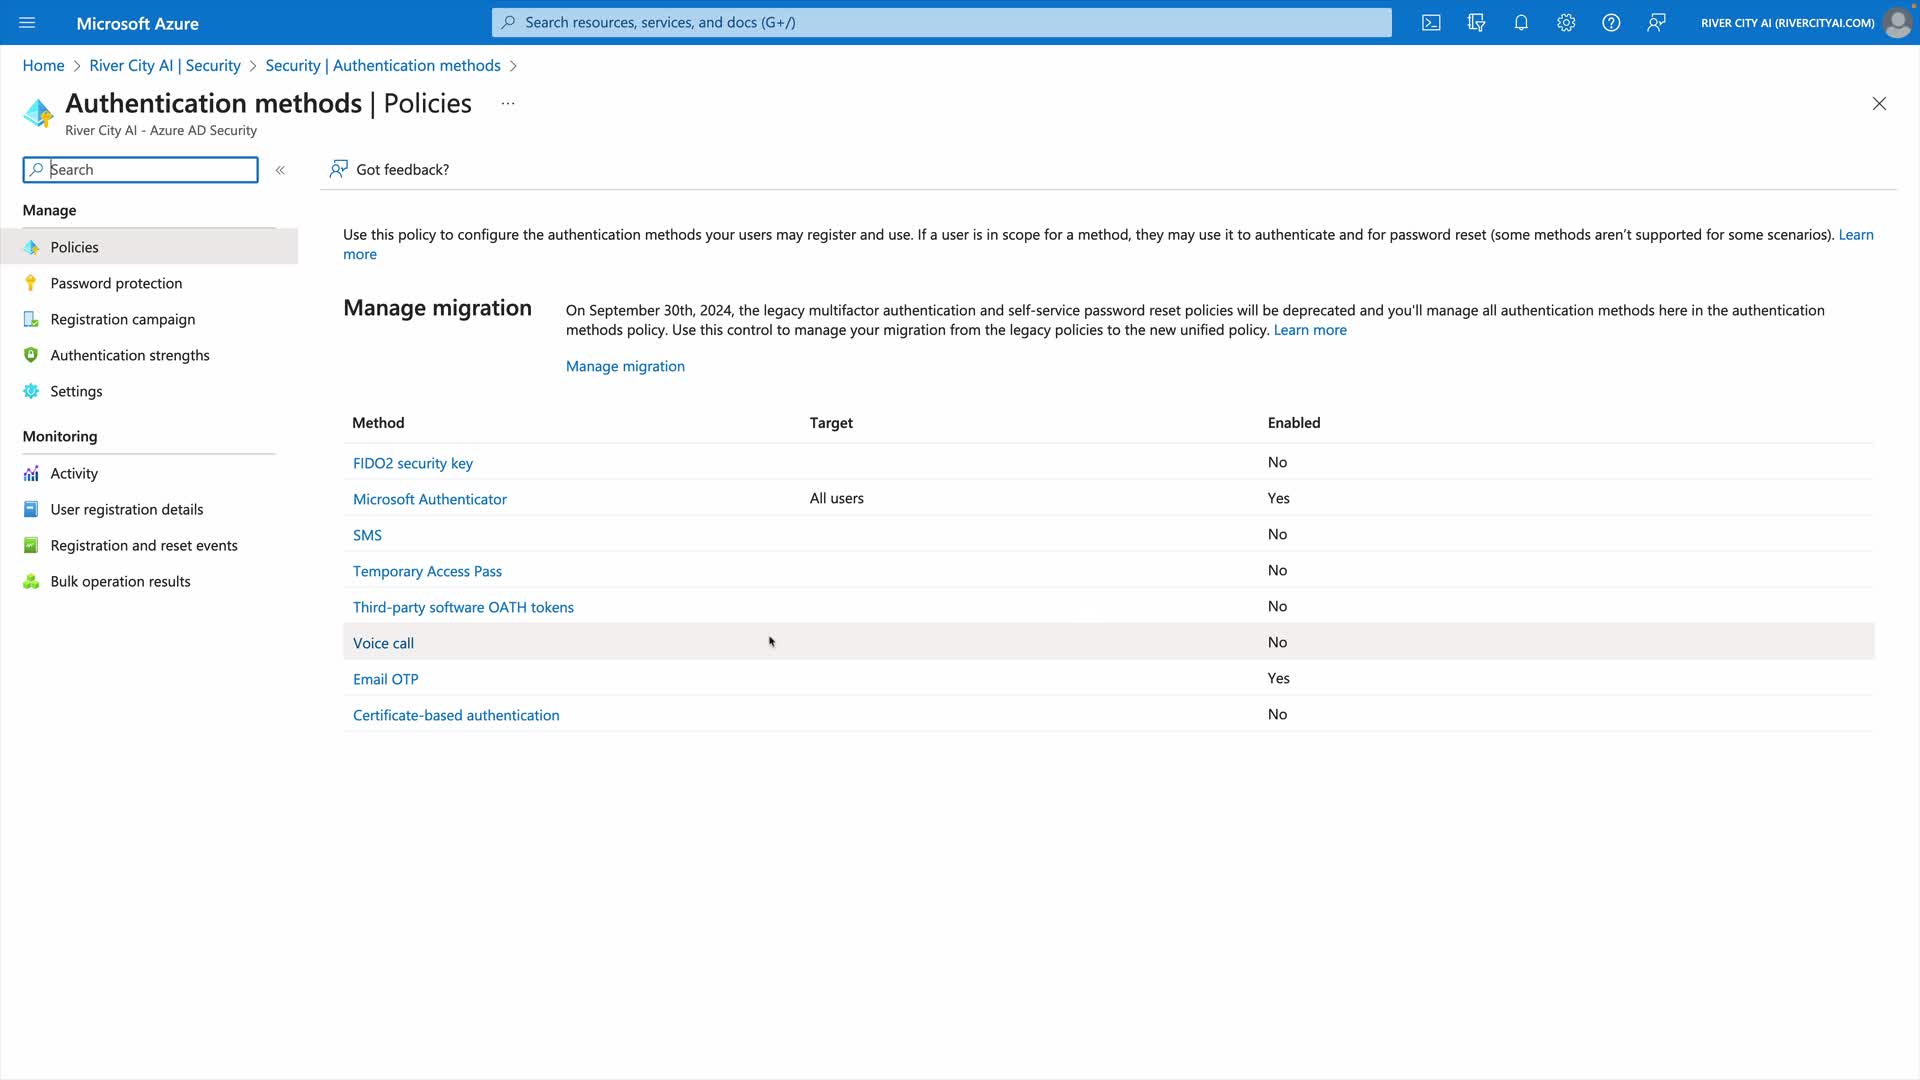 Microsoft Azure
Search resources, services, and docs (G+/)
RIVER CITY AI (RIVERCITYAI.COM)
Home > River City AI | Security > Security | Authentication methods >
Authentication methods | Policies ...
River City AI - Azure AD Security
Search
«
Got feedback?
Manage
Policies
Password protection
Registration campaign
Authentication strengths
Settings
Monitoring
Activity
User registration details
Registration and reset events
Bulk operation results
Use this policy to configure the authentication methods your users may register and use. If a user is in scope for a method, they may use it to authenticate and for password reset (some methods aren't supported for some scenarios). Learn
more
Manage migration
On September 30th, 2024, the legacy multifactor authentication and self-service password reset policies will be deprecated and you'll manage all authentication methods here in the authentication
methods policy. Use this control to manage your migration from the legacy policies to the new unified policy. Learn more
Manage migration
Method Target Enabled
FIDO2 security key No
Microsoft Authenticator All users Yes
SMS No
Temporary Access Pass No
Third-party software OATH tokens No
Voice call No
Email OTP Yes
Certificate-based authentication No